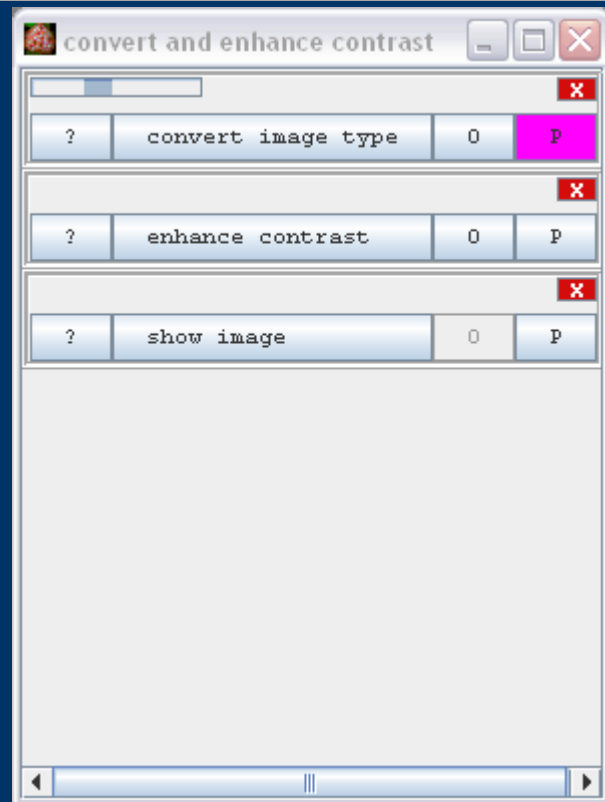 convert and enhance contrast
X
? convert image type O P
X
? enhance contrast O P
X
? show image O P